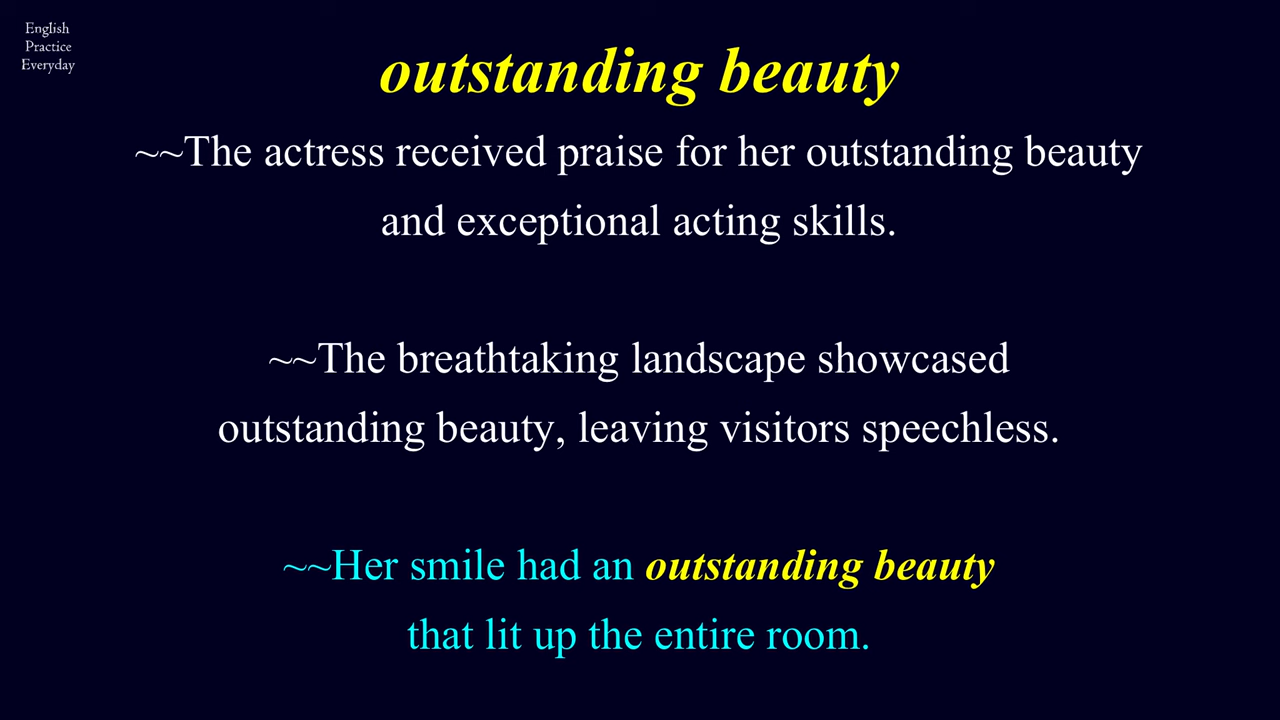 English
Practice
Everyday
outstanding beauty
~~The actress received praise for her outstanding beauty
and exceptional acting skills.
~~The breathtaking landscape showcased
outstanding beauty, leaving visitors speechless.
~~Her smile had an outstanding beauty
that lit up the entire room.